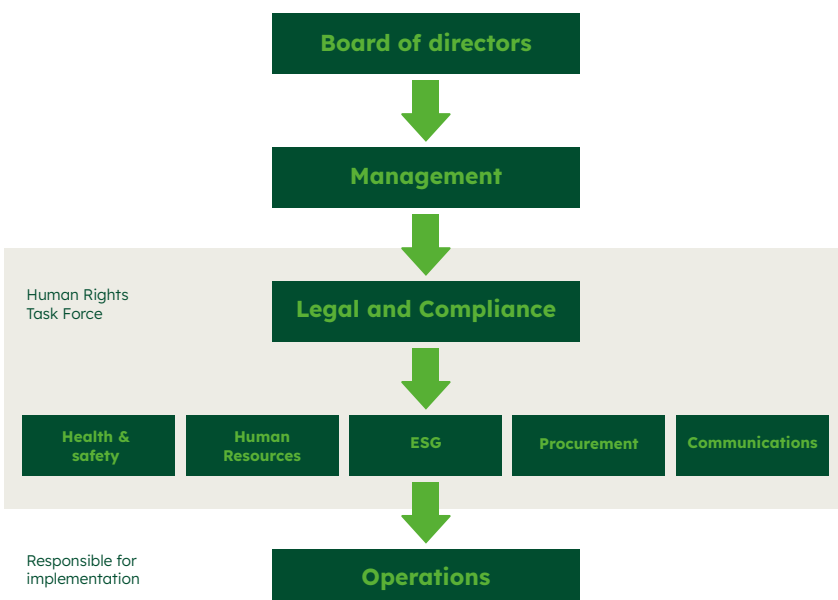 Board of directors
Management
Human Rights
Task Force
Legal and Compliance
Health &
safety
Human
Resources
ESG
Procurement
Communications
Responsible for
implementation
Operations